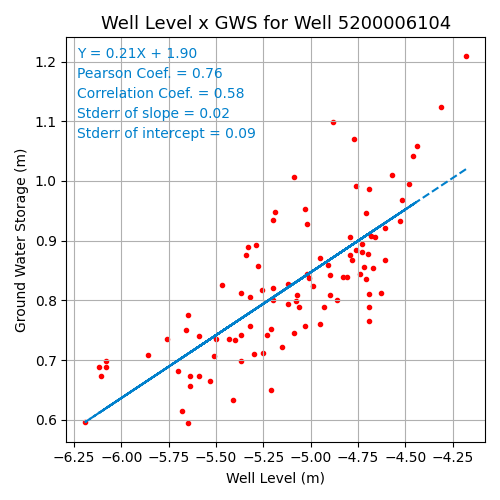 Well Level x GWS for Well 5200006104
Y = 0.21X + 1.90
Pearson Coef. = 0.76
Correlation Coef. = 0.58
Stderr of slope = 0.02
Stderr of intercept = 0.09
Ground Water Storage (m)
1.2
1.1
1.0
0.9
0.8
0.7
0.6
−6.25 −6.00 −5.75 −5.50 −5.25 −5.00 −4.75 −4.50 −4.25
Well Level (m)